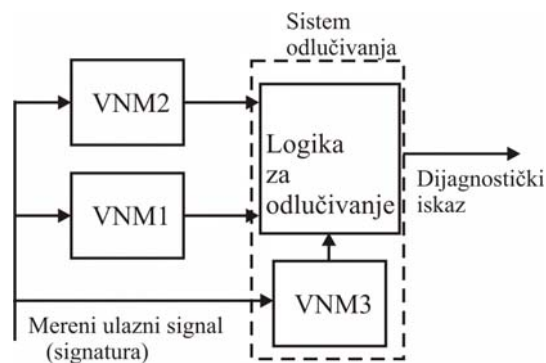 Sistem
odlučivanja
VNM2
Logika
za
odlučivanje
VNM1
Dijagnostički
iskaz
VNM3
Mereni ulazni signal
(signatura)